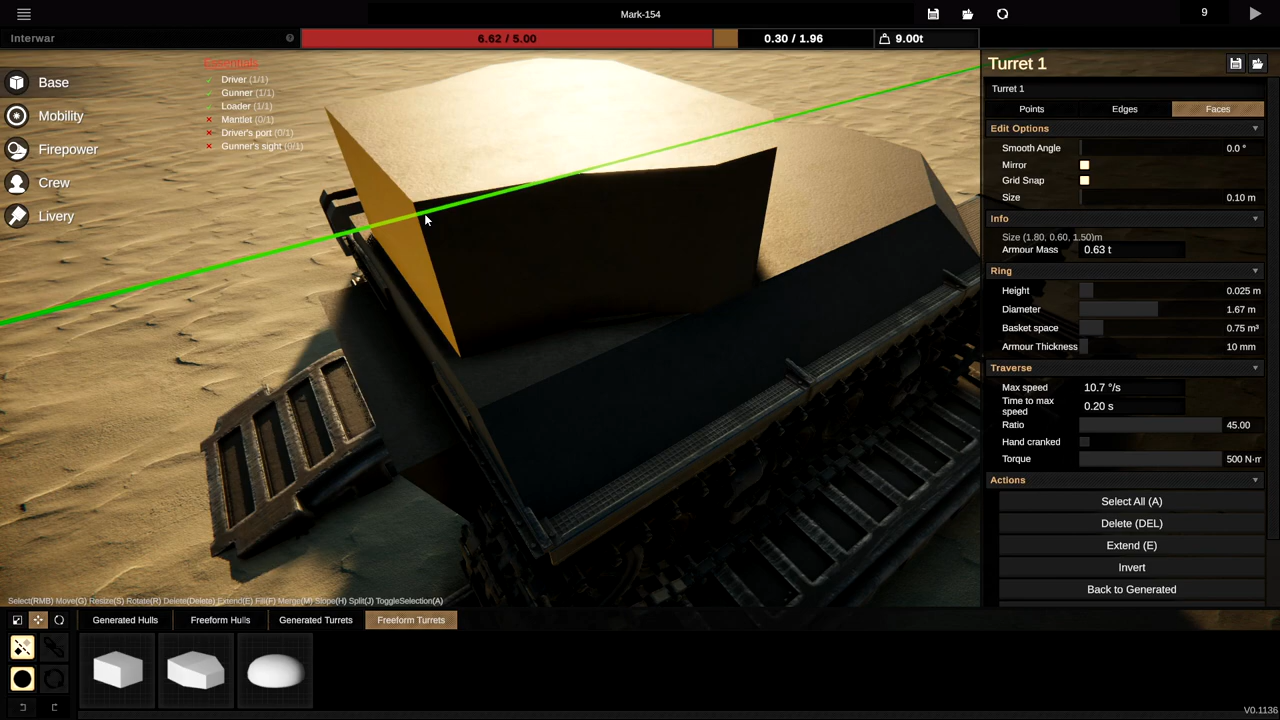 Mark-154
9
Interwar
6.62 / 5.00
0.30 / 1.96
9.00t
Base
Mobility
Firepower
Crew
Livery
Essentials
Driver (1/1)
Gunner (1/1)
Loader (1/1)
Mantlet (0/1)
Driver's port (0/1)
Gunner's sight (0/1)
Turret 1
Turret 1
Points Edges Faces
Edit Options
Smooth Angle 0.0 °
Mirror
Grid Snap
Size 0.10 m
Info
Size (1.80, 0.60, 1.50)m
Armour Mass 0.63 t
Ring
Height 0.025 m
Diameter 1.67 m
Basket space 0.75 m³
Armour Thickness 10 mm
Traverse
Max speed 10.7 °/s
Time to max speed 0.20 s
Ratio 45.00
Hand cranked
Torque 500 N·m
Actions
Select All (A)
Delete (DEL)
Extend (E)
Invert
Back to Generated
Select(RMB) Move(G) Resize(S) Rotate(R) Delete(Delete) Extend(E) Fill(F) Merge(M) Slope(H) Split(J) ToggleSelection(A)
Generated Hulls Freeform Hulls Generated Turrets Freeform Turrets
V0.1136